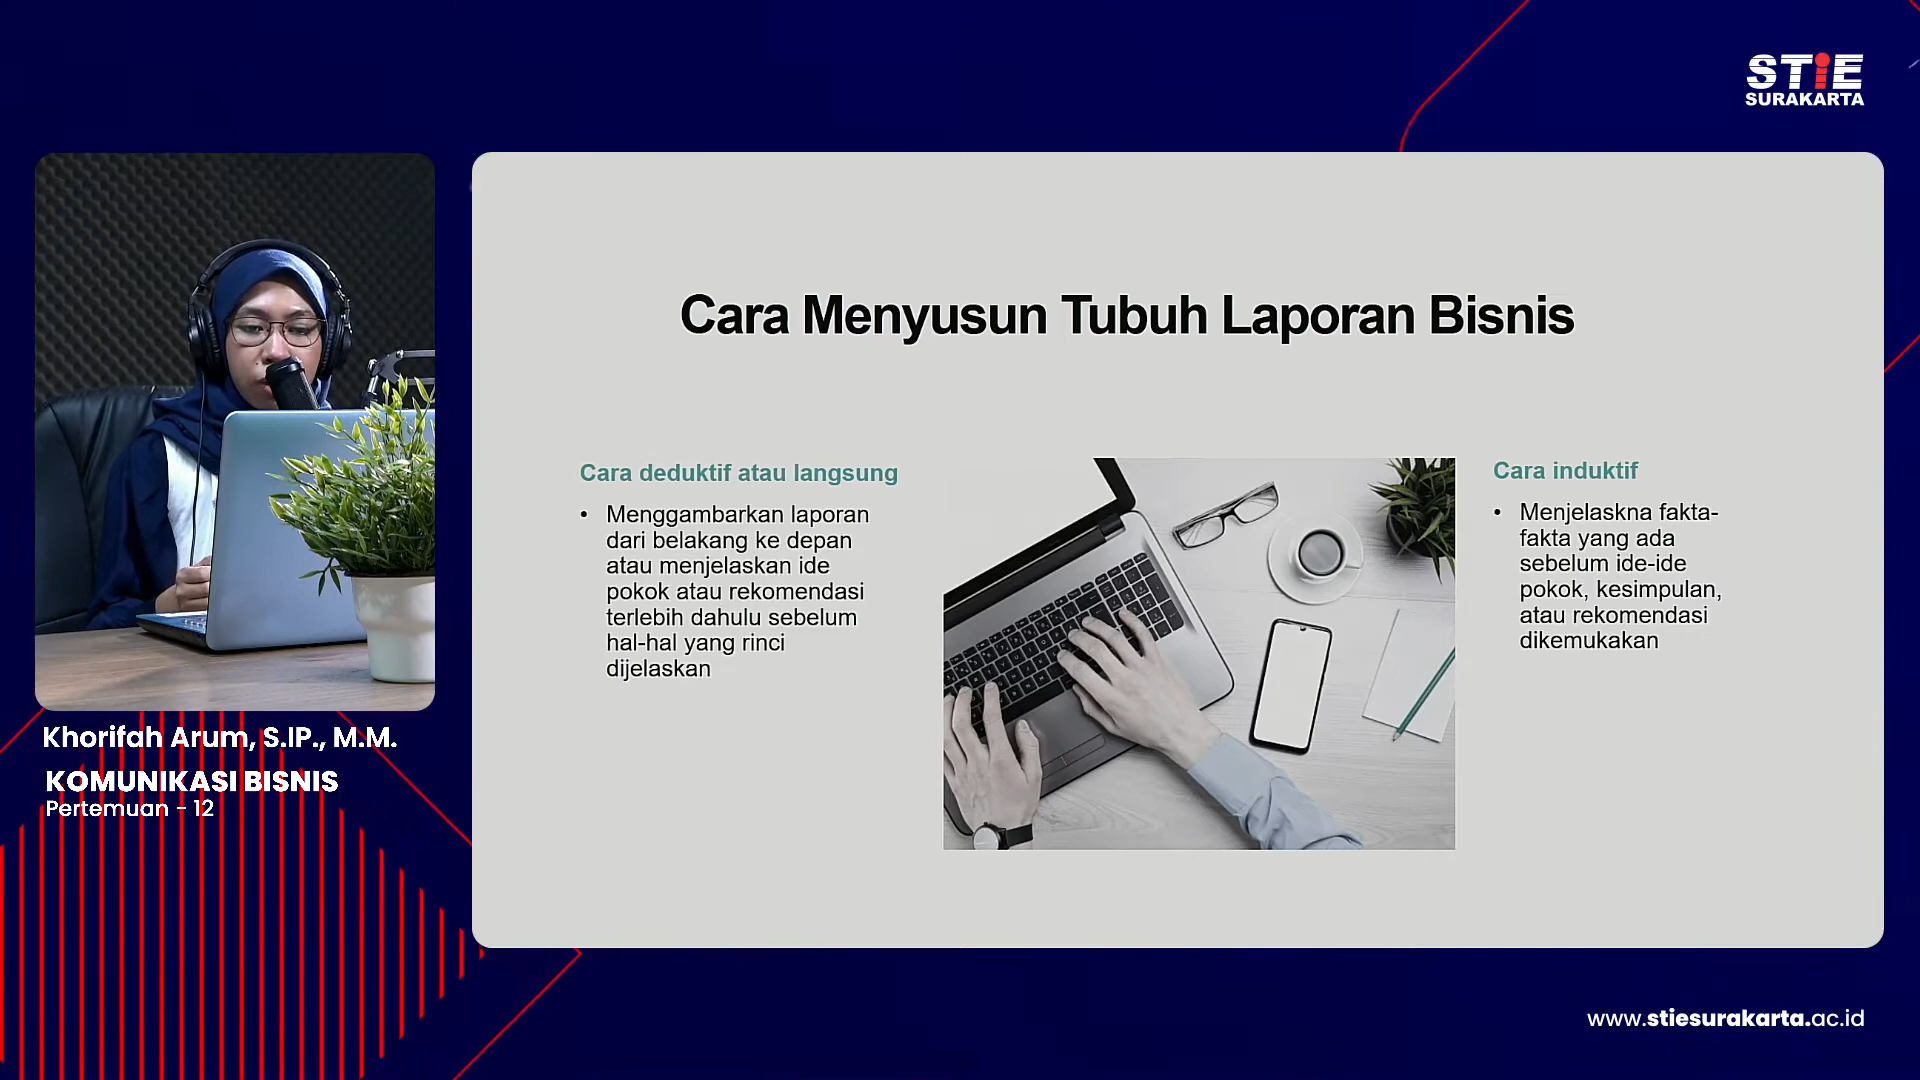 STiE
SURAKARTA
Cara Menyusun Tubuh Laporan Bisnis
Cara deduktif atau langsung
• Menggambarkan laporan
dari belakang ke depan
atau menjelaskan ide
pokok atau rekomendasi
terlebih dahulu sebelum
hal-hal yang rinci
dijelaskan
Cara induktif
• Menjelaskna fakta-
fakta yang ada
sebelum ide-ide
pokok, kesimpulan,
atau rekomendasi
dikemukakan
Khorifah Arum, S.IP., M.M.
KOMUNIKASI BISNIS
Pertemuan - 12
www.stiesurakarta.ac.id